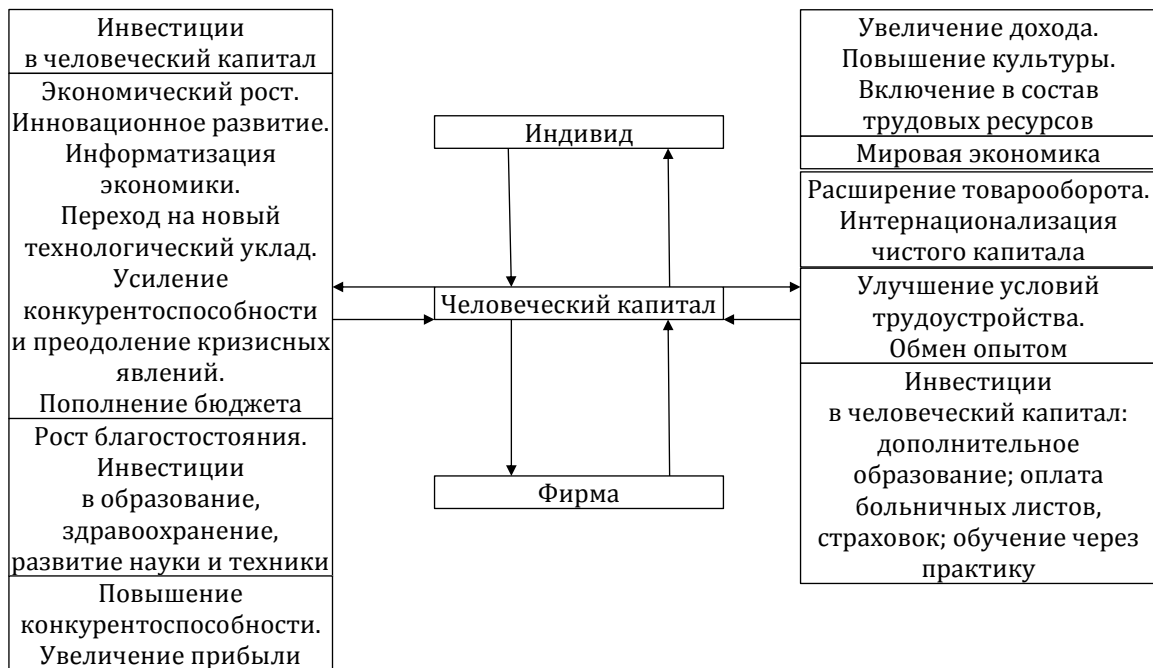 Инвестиции
в человеческий капитал
Экономический рост.
Инновационное развитие.
Информатизация
экономики.
Переход на новый
технологический уклад.
Усиление
конкурентоспособности
и преодоление кризисных
явлений.
Пополнение бюджета
Рост благостостояния.
Инвестиции
в образование,
здравоохранение,
развитие науки и техники
Повышение
конкурентоспособности.
Увеличение прибыли
Индивид
Человеческий капитал
Фирма
Увеличение дохода.
Повышение культуры.
Включение в состав
трудовых ресурсов
Мировая экономика
Расширение товарооборота.
Интернационализация
чистого капитала
Улучшение условий
трудоустройства.
Обмен опытом
Инвестиции
в человеческий капитал:
дополнительное
образование; оплата
больничных листов,
страховок; обучение через
практику